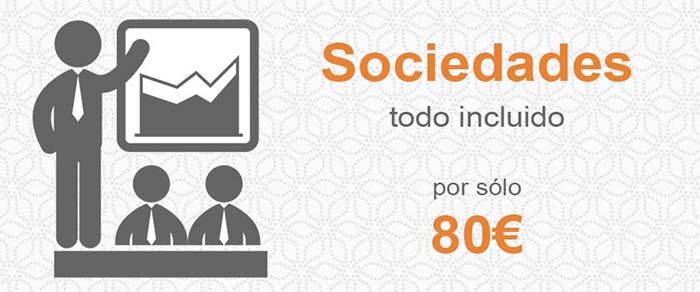 Sociedades
todo incluido
por sólo
80€